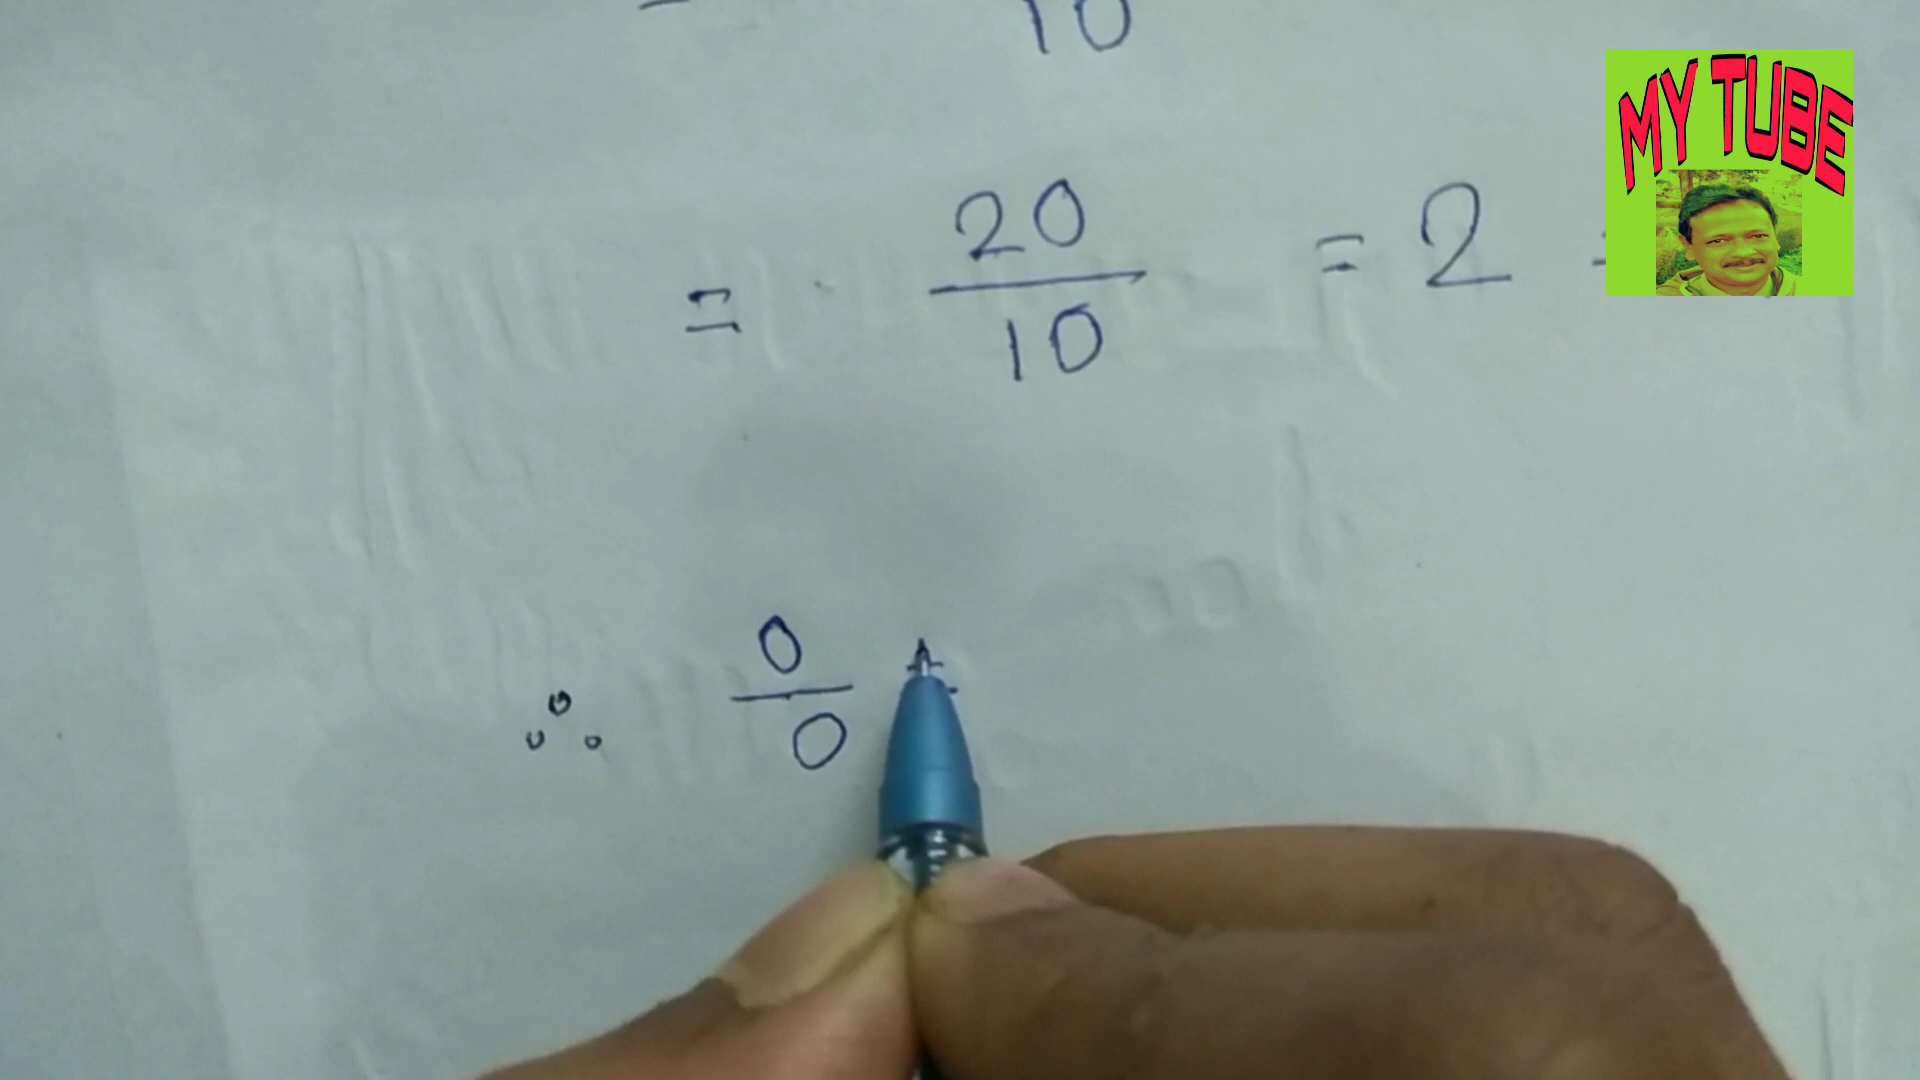 MY TUBE
10
= 20/10 = 2
∴ 0/0 =